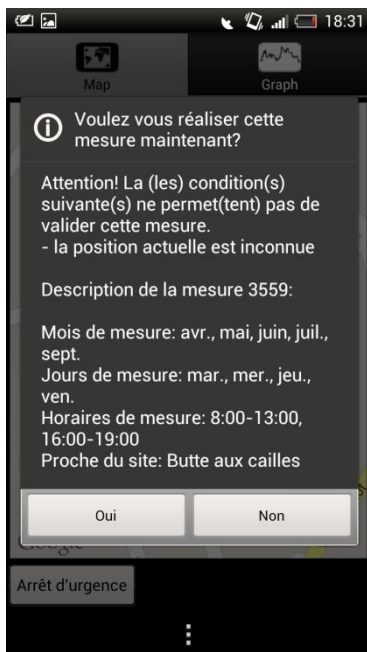 18:31
Map
Graph
Voulez vous réaliser cette
mesure maintenant?
Attention! La (les) condition(s)
suivante(s) ne permet(tent) pas de
valider cette mesure.
- la position actuelle est inconnue
Description de la mesure 3559:
Mois de mesure: avr., mai, juin, juil.,
sept.
Jours de mesure: mar., mer., jeu.,
ven.
Horaires de mesure: 8:00-13:00,
16:00-19:00
Proche du site: Butte aux cailles
Oui
Non
Google
Arrêt d'urgence